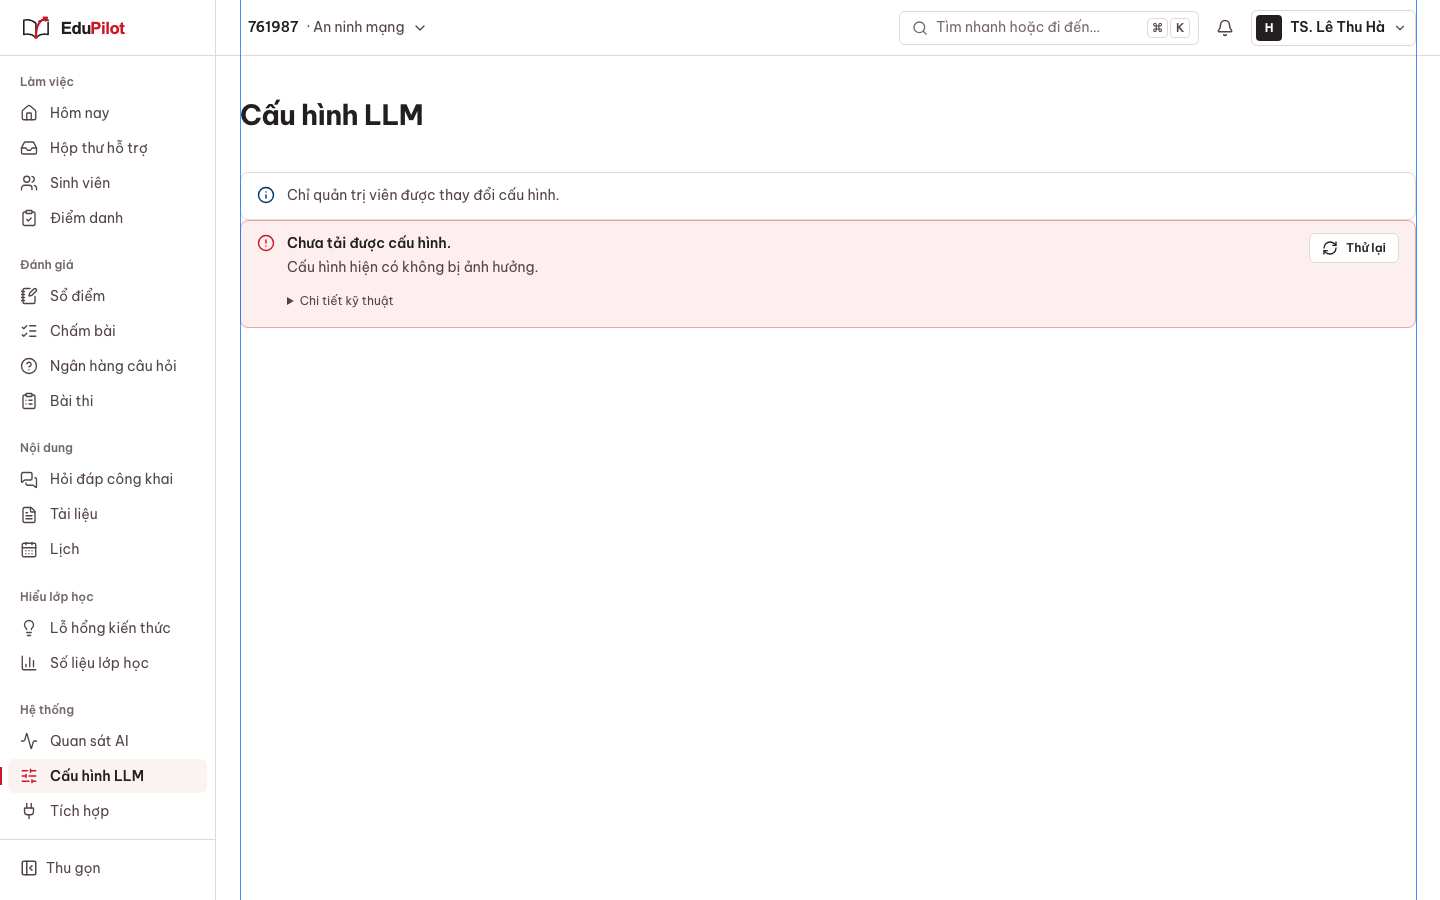 EduPilot
761987 · An ninh mạng
Tìm nhanh hoặc đi đến... ⌘ K
H TS. Lê Thu Hà
Làm việc
Hôm nay
Hộp thư hỗ trợ
Sinh viên
Điểm danh
Đánh giá
Sổ điểm
Chấm bài
Ngân hàng câu hỏi
Bài thi
Nội dung
Hỏi đáp công khai
Tài liệu
Lịch
Hiểu lớp học
Lỗ hổng kiến thức
Số liệu lớp học
Hệ thống
Quan sát AI
Cấu hình LLM
Tích hợp
Thu gọn
Cấu hình LLM
Chỉ quản trị viên được thay đổi cấu hình.
Chưa tải được cấu hình.
Cấu hình hiện có không bị ảnh hưởng.
Chi tiết kỹ thuật
Thử lại